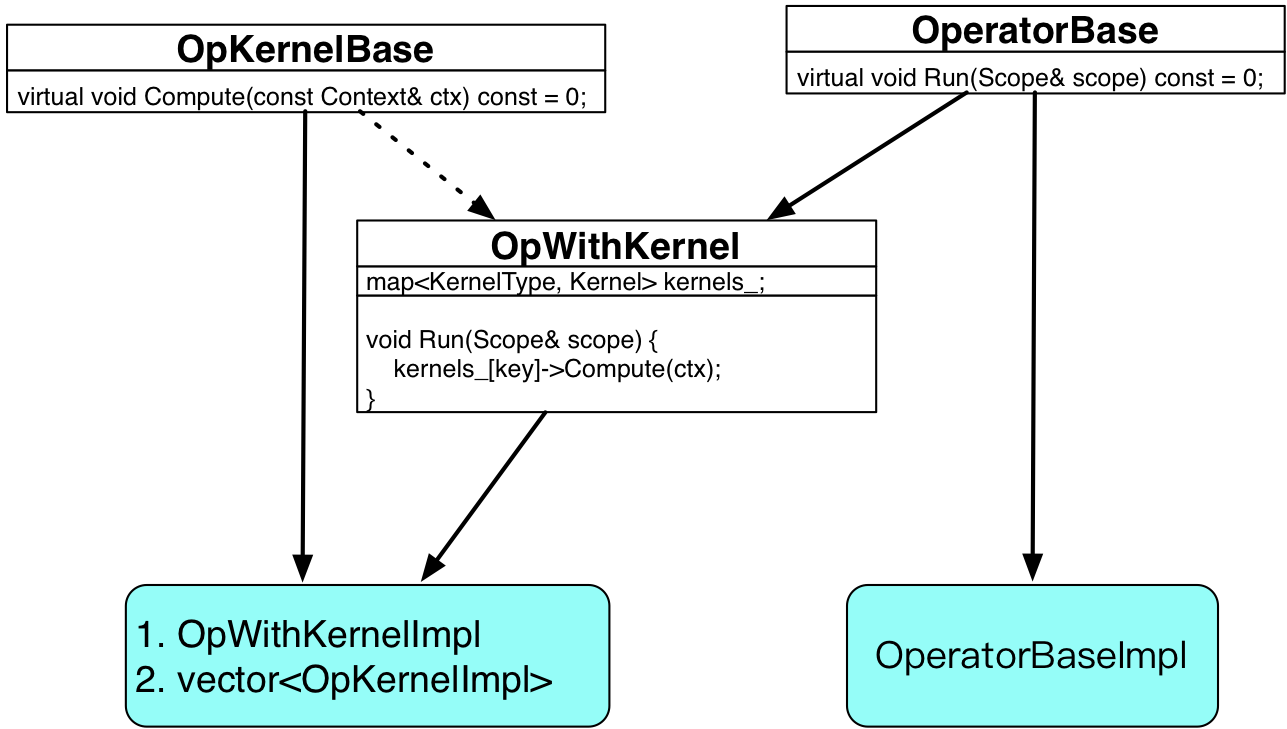 OpKernelBase
virtual void Compute(const Context& ctx) const = 0;
OperatorBase
virtual void Run(Scope& scope) const = 0;
OpWithKernel
map<KernelType, Kernel> kernels_;
void Run(Scope& scope) {
kernels_[key]->Compute(ctx);
}
1. OpWithKernelImpl
2. vector<OpKernelImpl>
OperatorBaseImpl